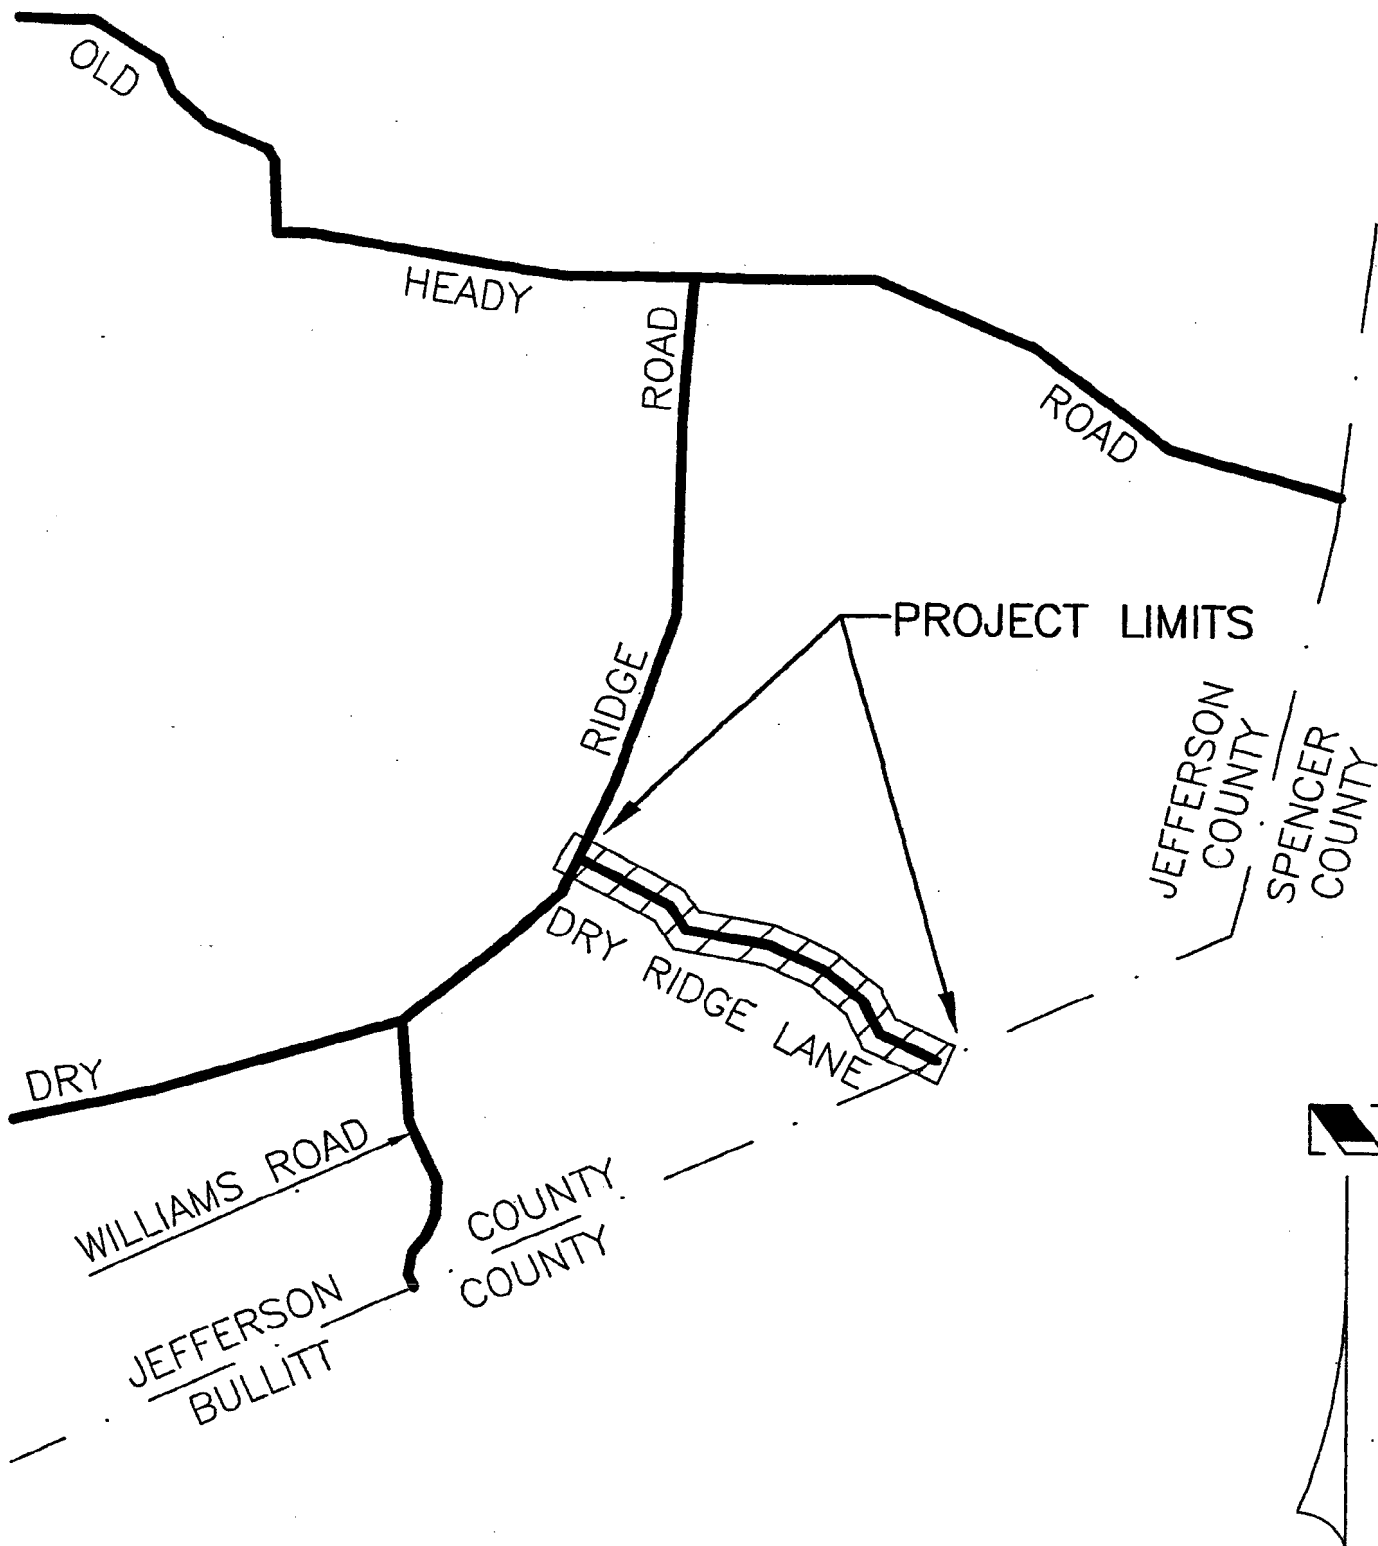 OLD
HEADY
ROAD
ROAD
PROJECT LIMITS
RIDGE
JEFFERSON
COUNTY
SPENCER
COUNTY
DRY RIDGE LANE
DRY
WILLIAMS ROAD
JEFFERSON COUNTY
BULLITT COUNTY